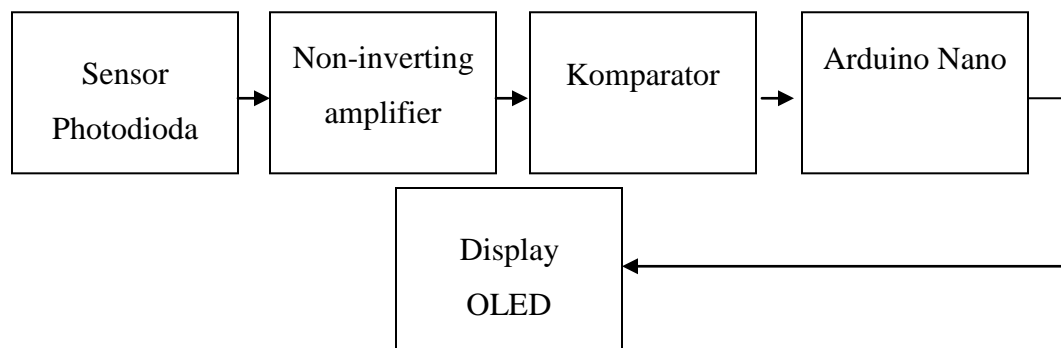 Sensor
Photodioda
Non-inverting
amplifier
Komparator
Arduino Nano
Display
OLED